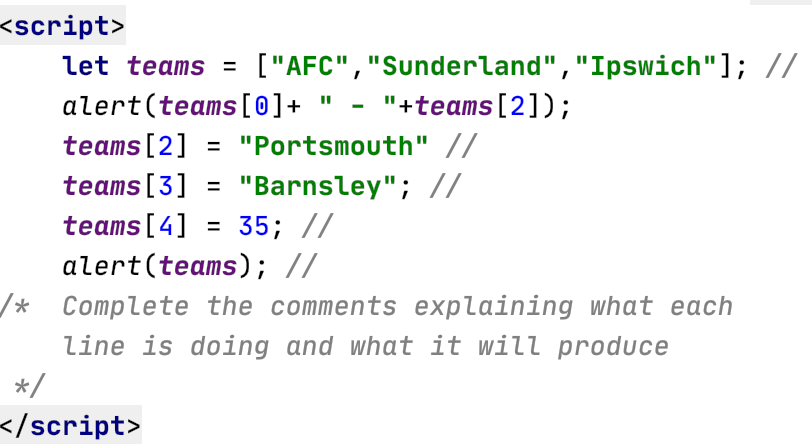 <script>
let teams = ["AFC","Sunderland","Ipswich"]; //
alert(teams[0]+ " - "+teams[2]);
teams[2] = "Portsmouth" //
teams[3] = "Barnsley"; //
teams[4] = 35; //
alert(teams); //
/* Complete the comments explaining what each
line is doing and what it will produce
*/
</script>